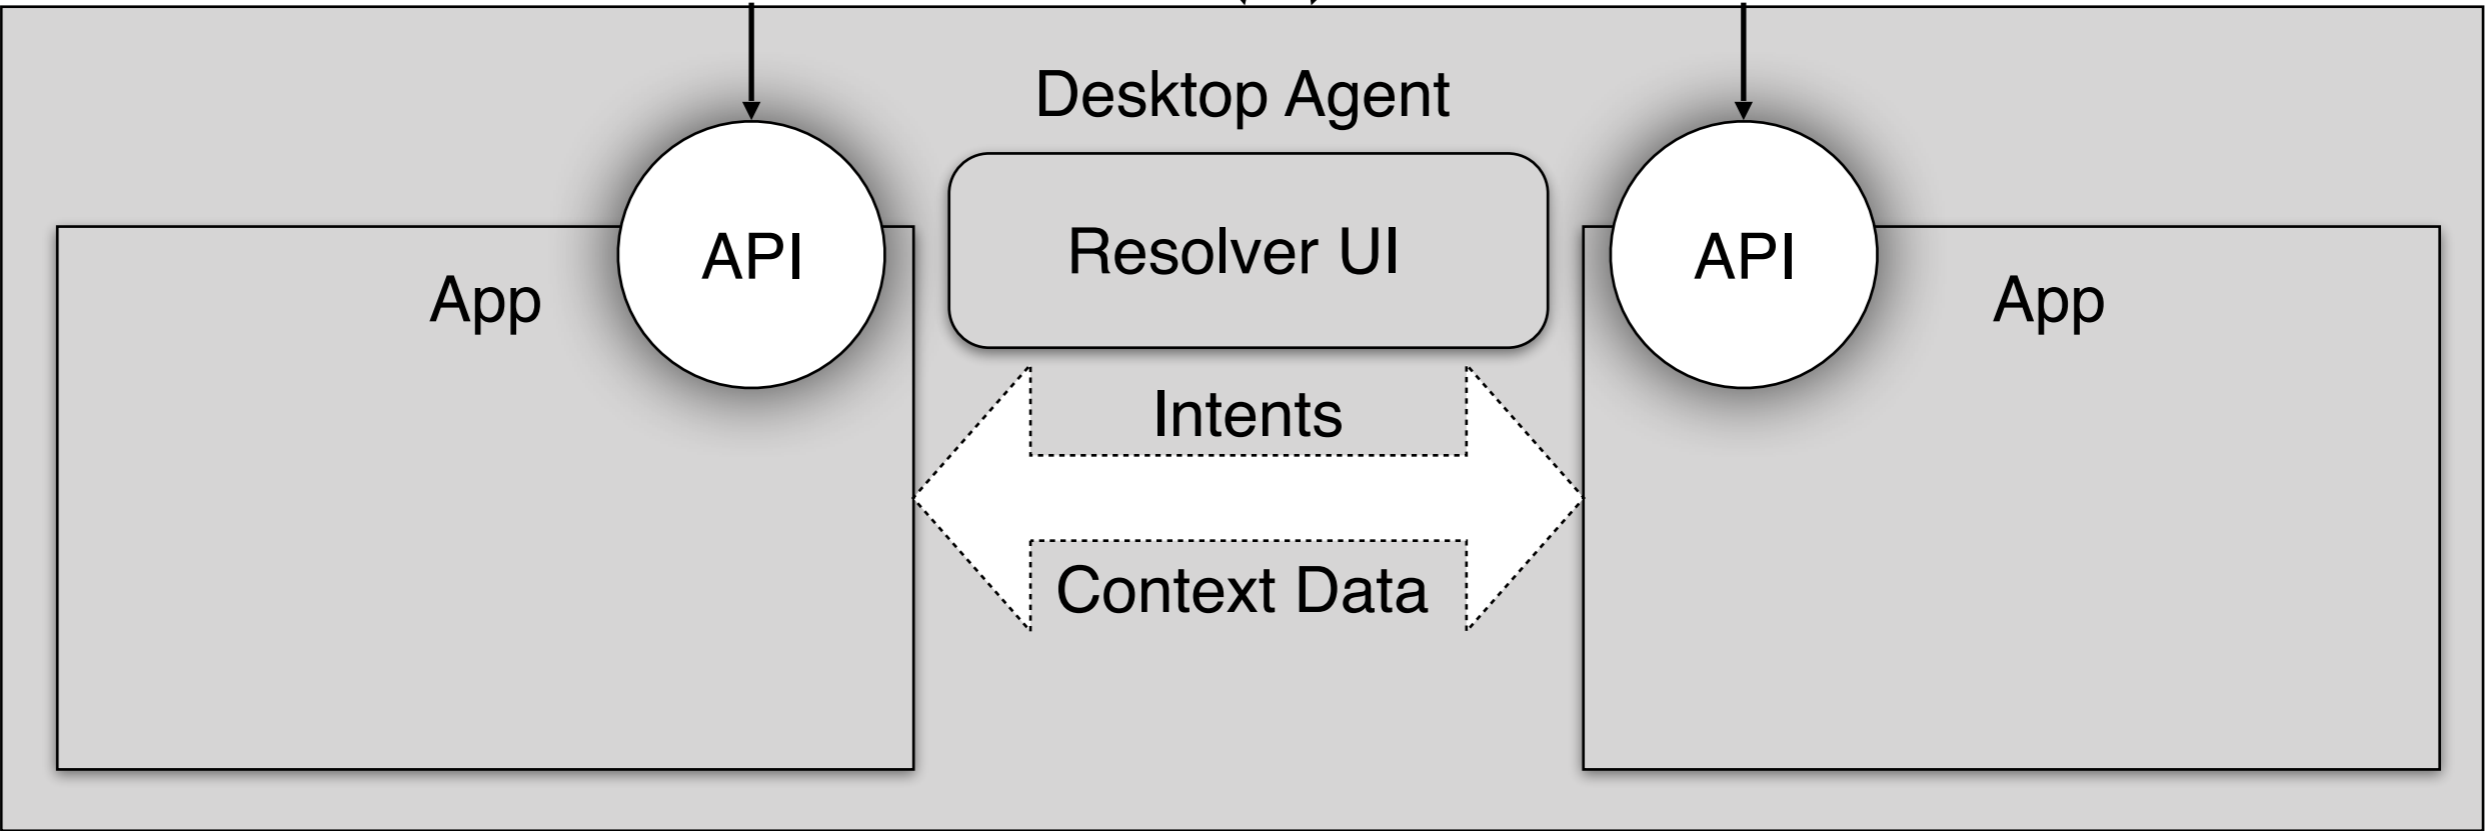 Desktop Agent
API
Resolver UI
API
App
App
Intents
Context Data